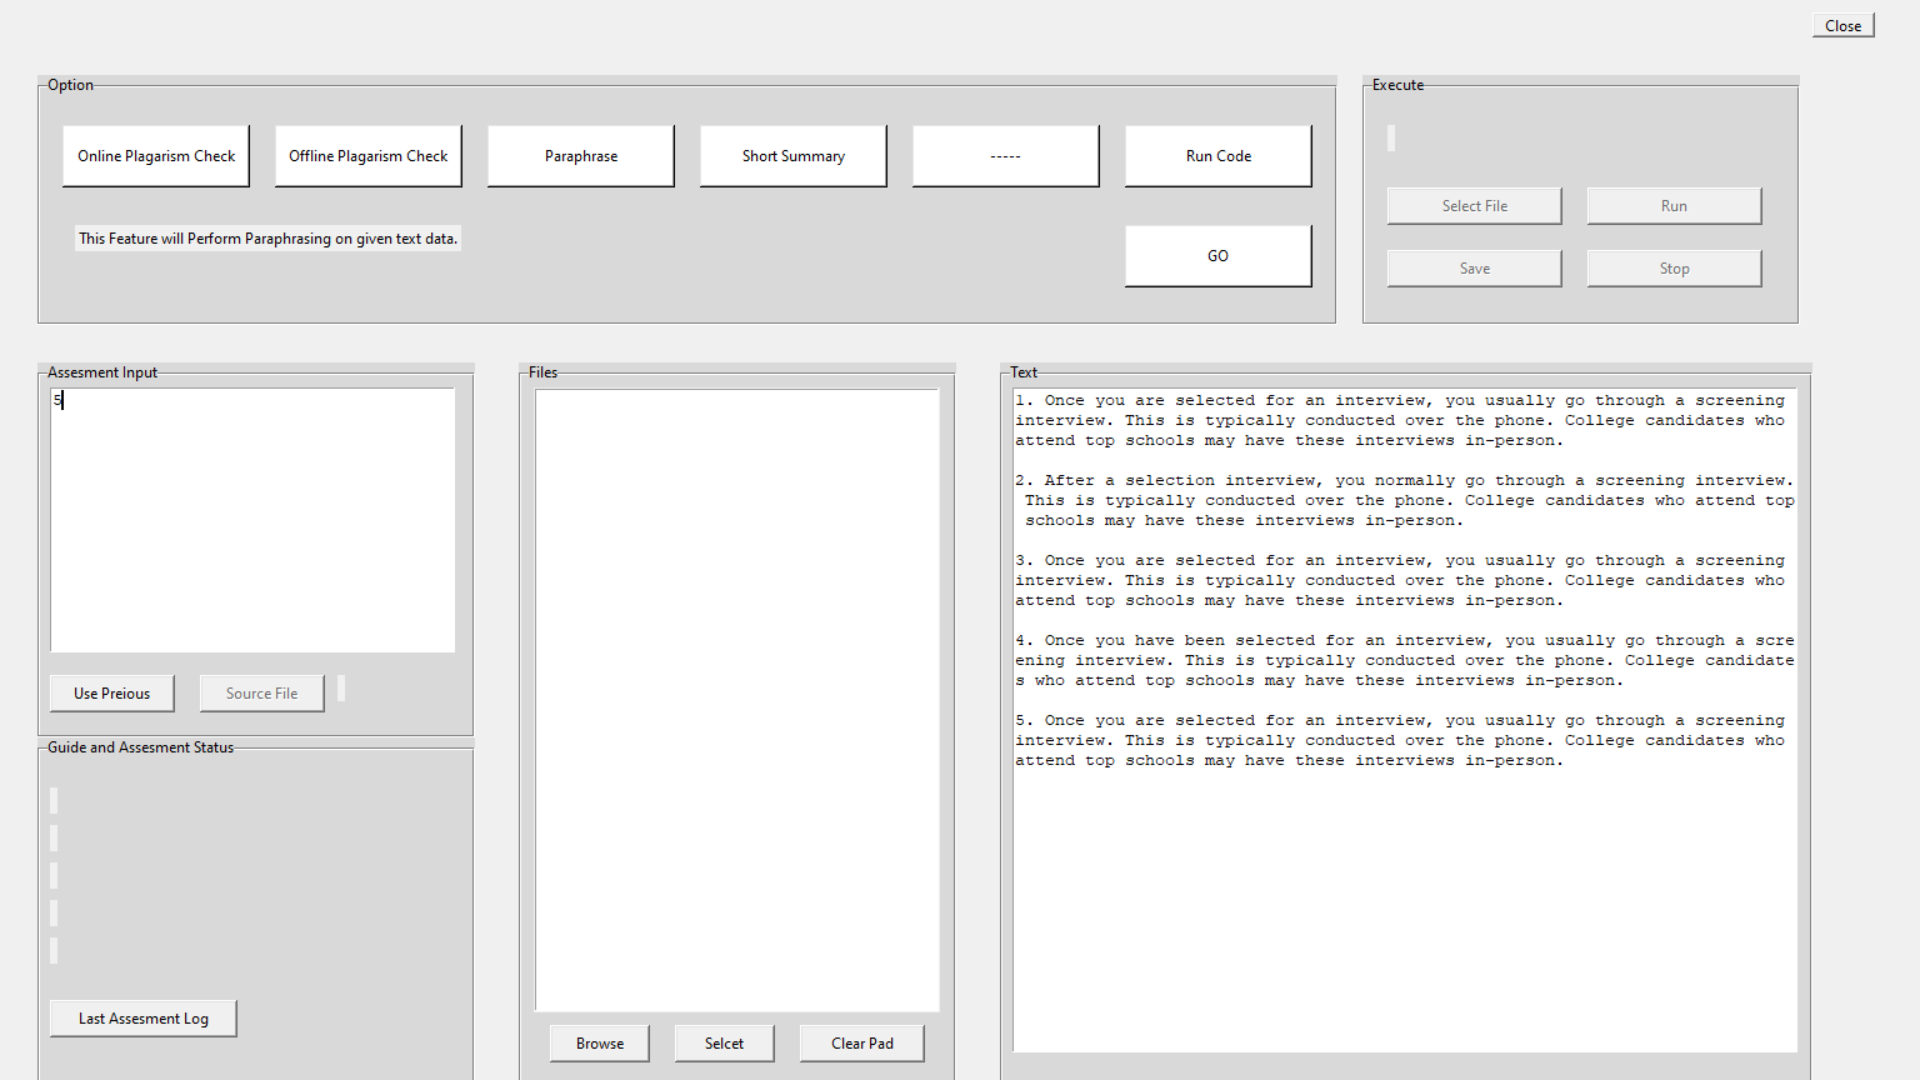 Close
Option
Execute
Online Plagarism Check
Offline Plagarism Check
Paraphrase
Short Summary
-----
Run Code
This Feature will Perform Paraphrasing on given text data.
GO
Select File
Run
Save
Stop
Assesment Input
5
Use Preious
Source File
Guide and Assesment Status
Last Assesment Log
Files
Browse
Selcet
Clear Pad
Text
1. Once you are selected for an interview, you usually go through a screening
interview. This is typically conducted over the phone. College candidates who
attend top schools may have these interviews in-person.
2. After a selection interview, you normally go through a screening interview.
This is typically conducted over the phone. College candidates who attend top
schools may have these interviews in-person.
3. Once you are selected for an interview, you usually go through a screening
interview. This is typically conducted over the phone. College candidates who
attend top schools may have these interviews in-person.
4. Once you have been selected for an interview, you usually go through a scre
ening interview. This is typically conducted over the phone. College candidate
s who attend top schools may have these interviews in-person.
5. Once you are selected for an interview, you usually go through a screening
interview. This is typically conducted over the phone. College candidates who
attend top schools may have these interviews in-person.